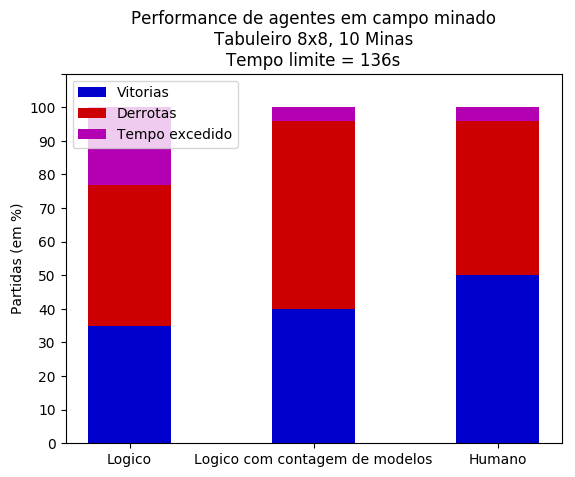 Performance de agentes em campo minado
Tabuleiro 8x8, 10 Minas
Tempo limite = 136s
Vitorias
Derrotas
Tempo excedido
Partidas (em %)
100
90
80
70
60
50
40
30
20
10
0
Logico
Logico com contagem de modelos
Humano